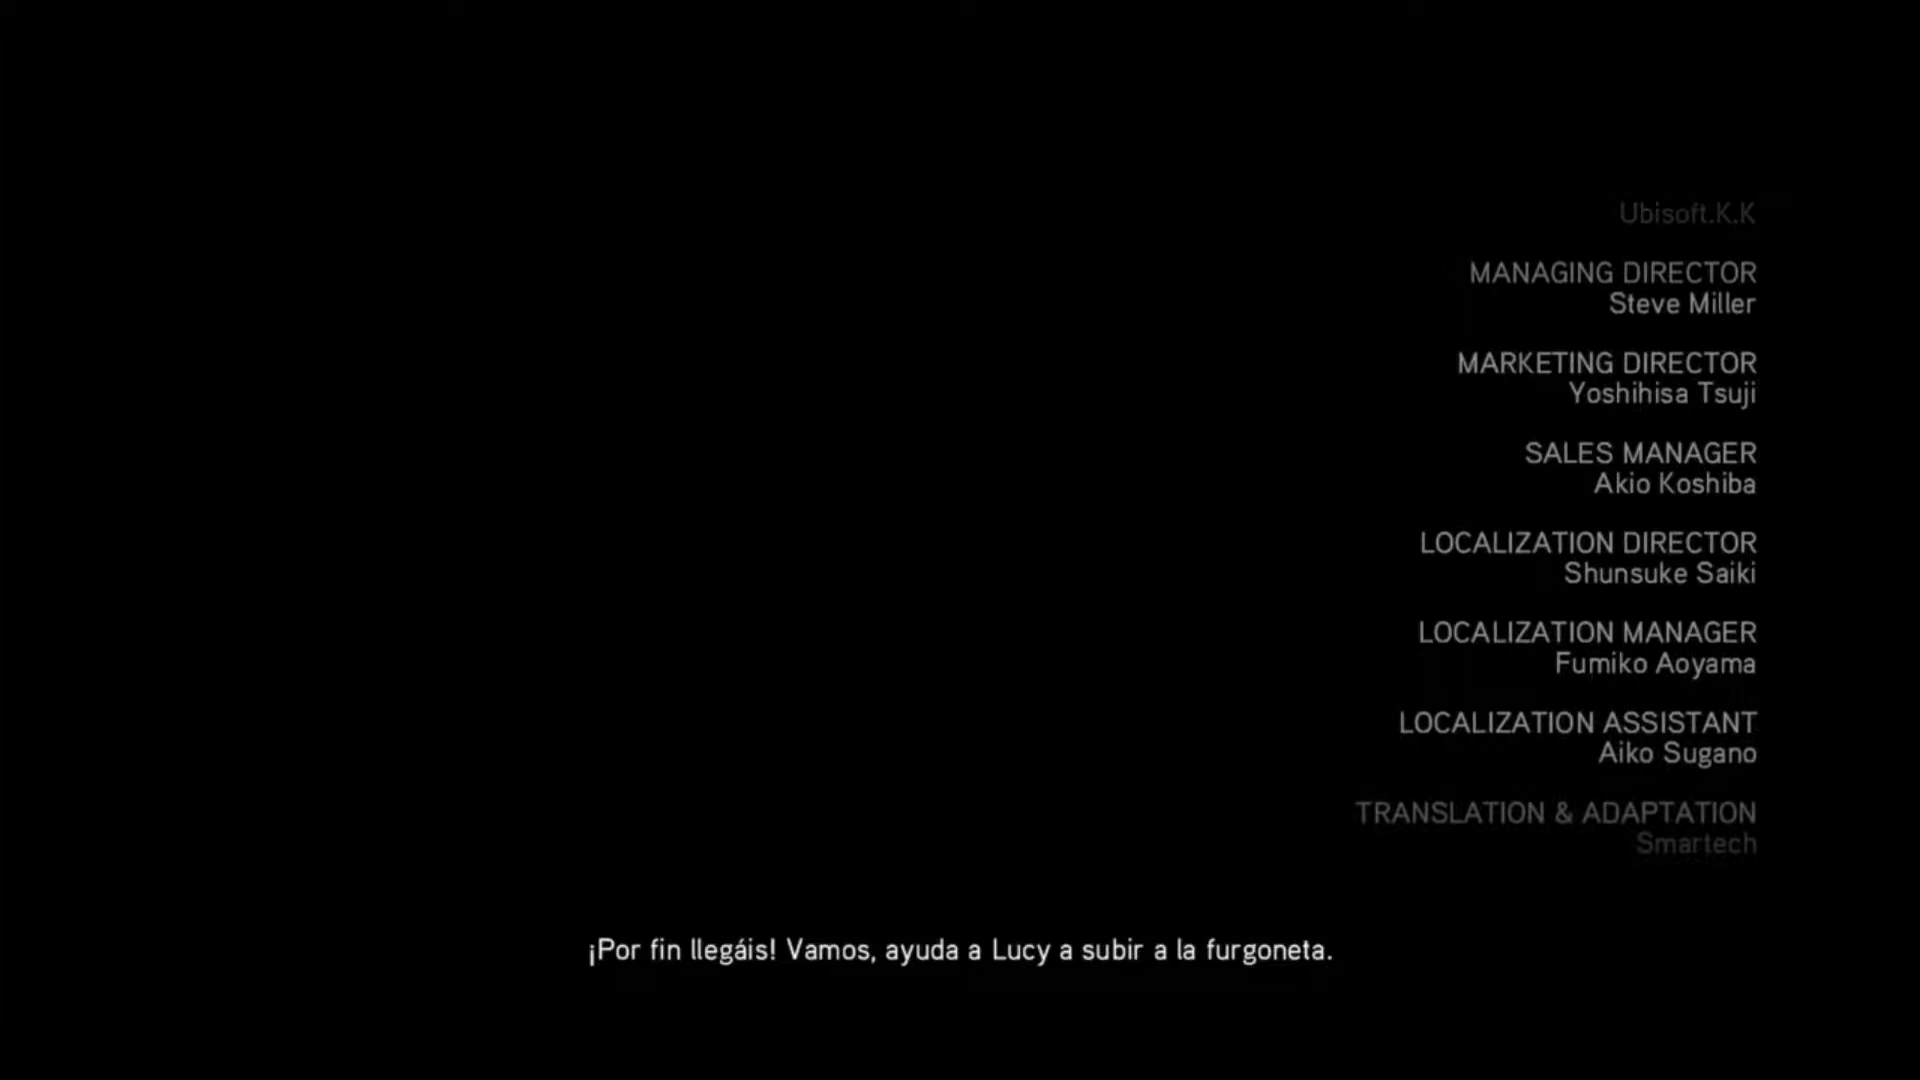 Ubisoft.K.K
MANAGING DIRECTOR
Steve Miller
MARKETING DIRECTOR
Yoshihisa Tsuji
SALES MANAGER
Akio Koshiba
LOCALIZATION DIRECTOR
Shunsuke Saiki
LOCALIZATION MANAGER
Fumiko Aoyama
LOCALIZATION ASSISTANT
Aiko Sugano
TRANSLATION & ADAPTATION
Smartech
¡Por fin llegáis! Vamos, ayuda a Lucy a subir a la furgoneta.